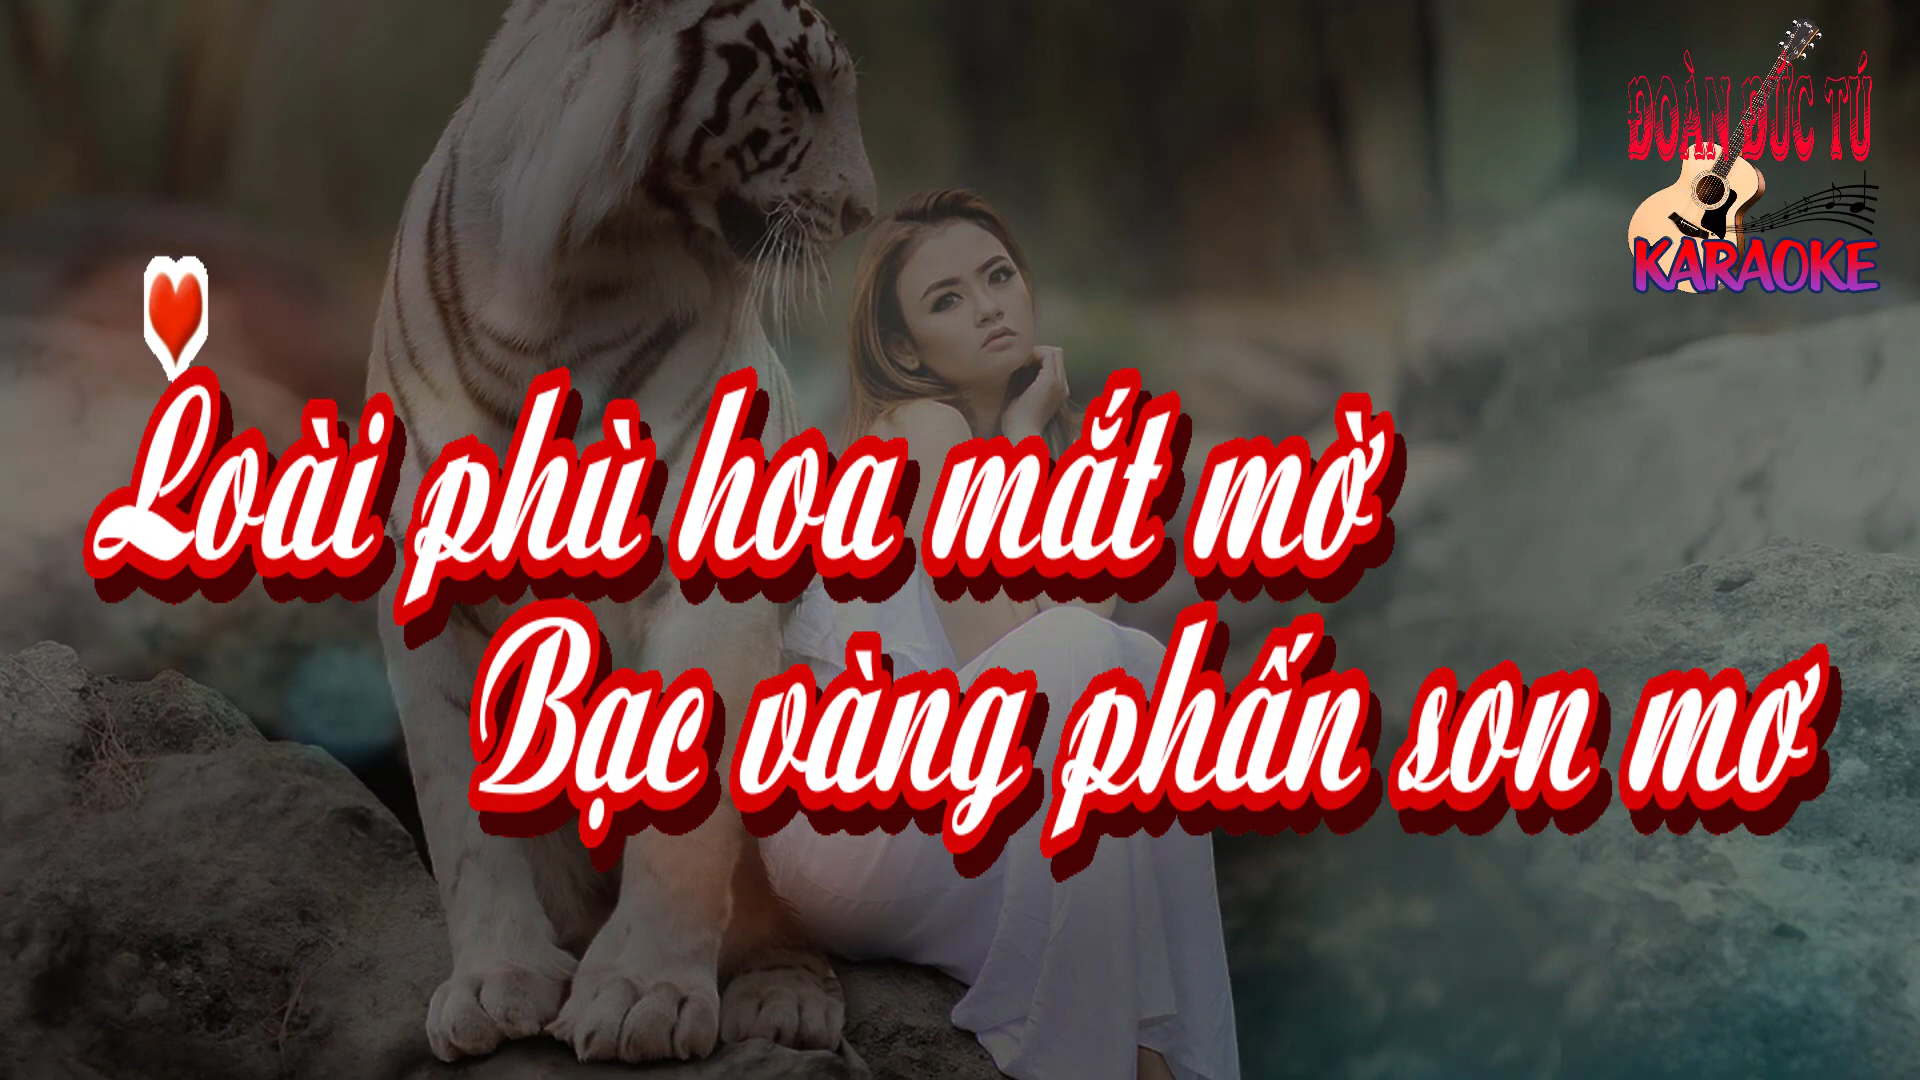 ĐOÀN ĐỨC TÚ
KARAOKE
Loài phù hoa mắt mờ
Bạc vàng phấn son mơ